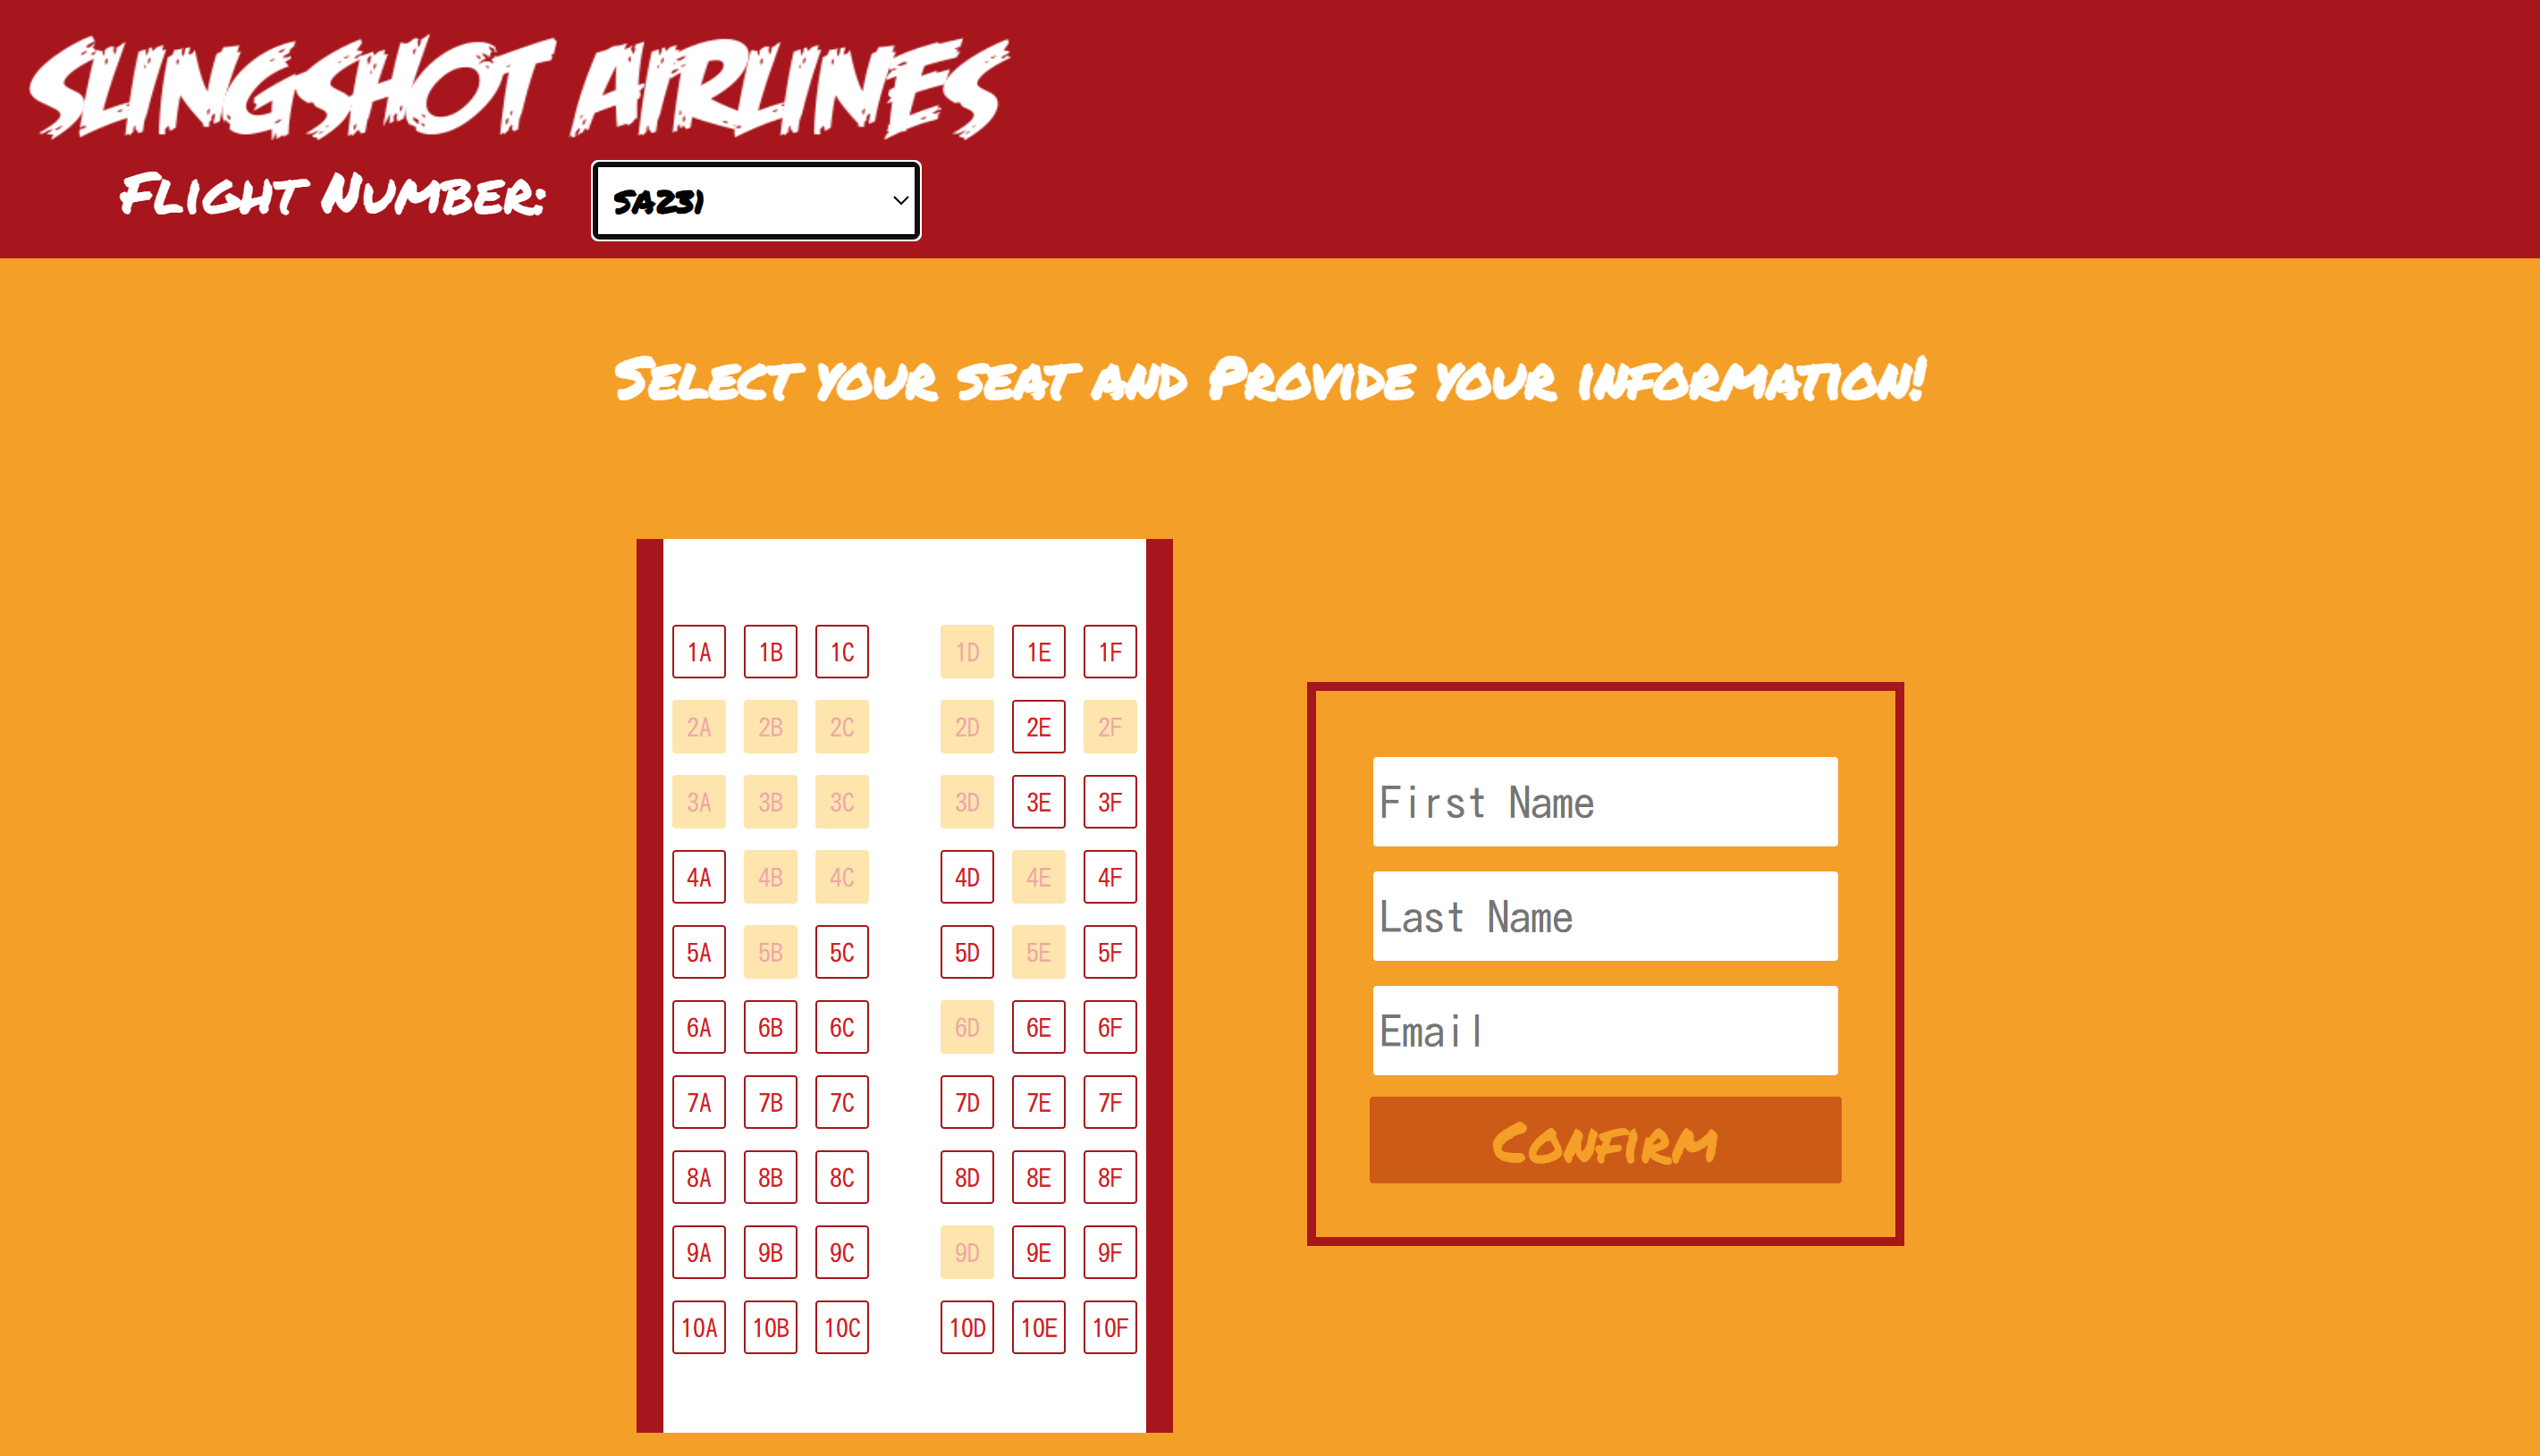 SLINGSHOT AIRLINES
FLIGHT NUMBER: SA231
SELECT YOUR SEAT AND PROVIDE YOUR INFORMATION!
1A 1B 1C 1D 1E 1F
2A 2B 2C 2D 2E 2F
3A 3B 3C 3D 3E 3F
4A 4B 4C 4D 4E 4F
5A 5B 5C 5D 5E 5F
6A 6B 6C 6D 6E 6F
7A 7B 7C 7D 7E 7F
8A 8B 8C 8D 8E 8F
9A 9B 9C 9D 9E 9F
10A 10B 10C 10D 10E 10F
First Name
Last Name
Email
CONFIRM